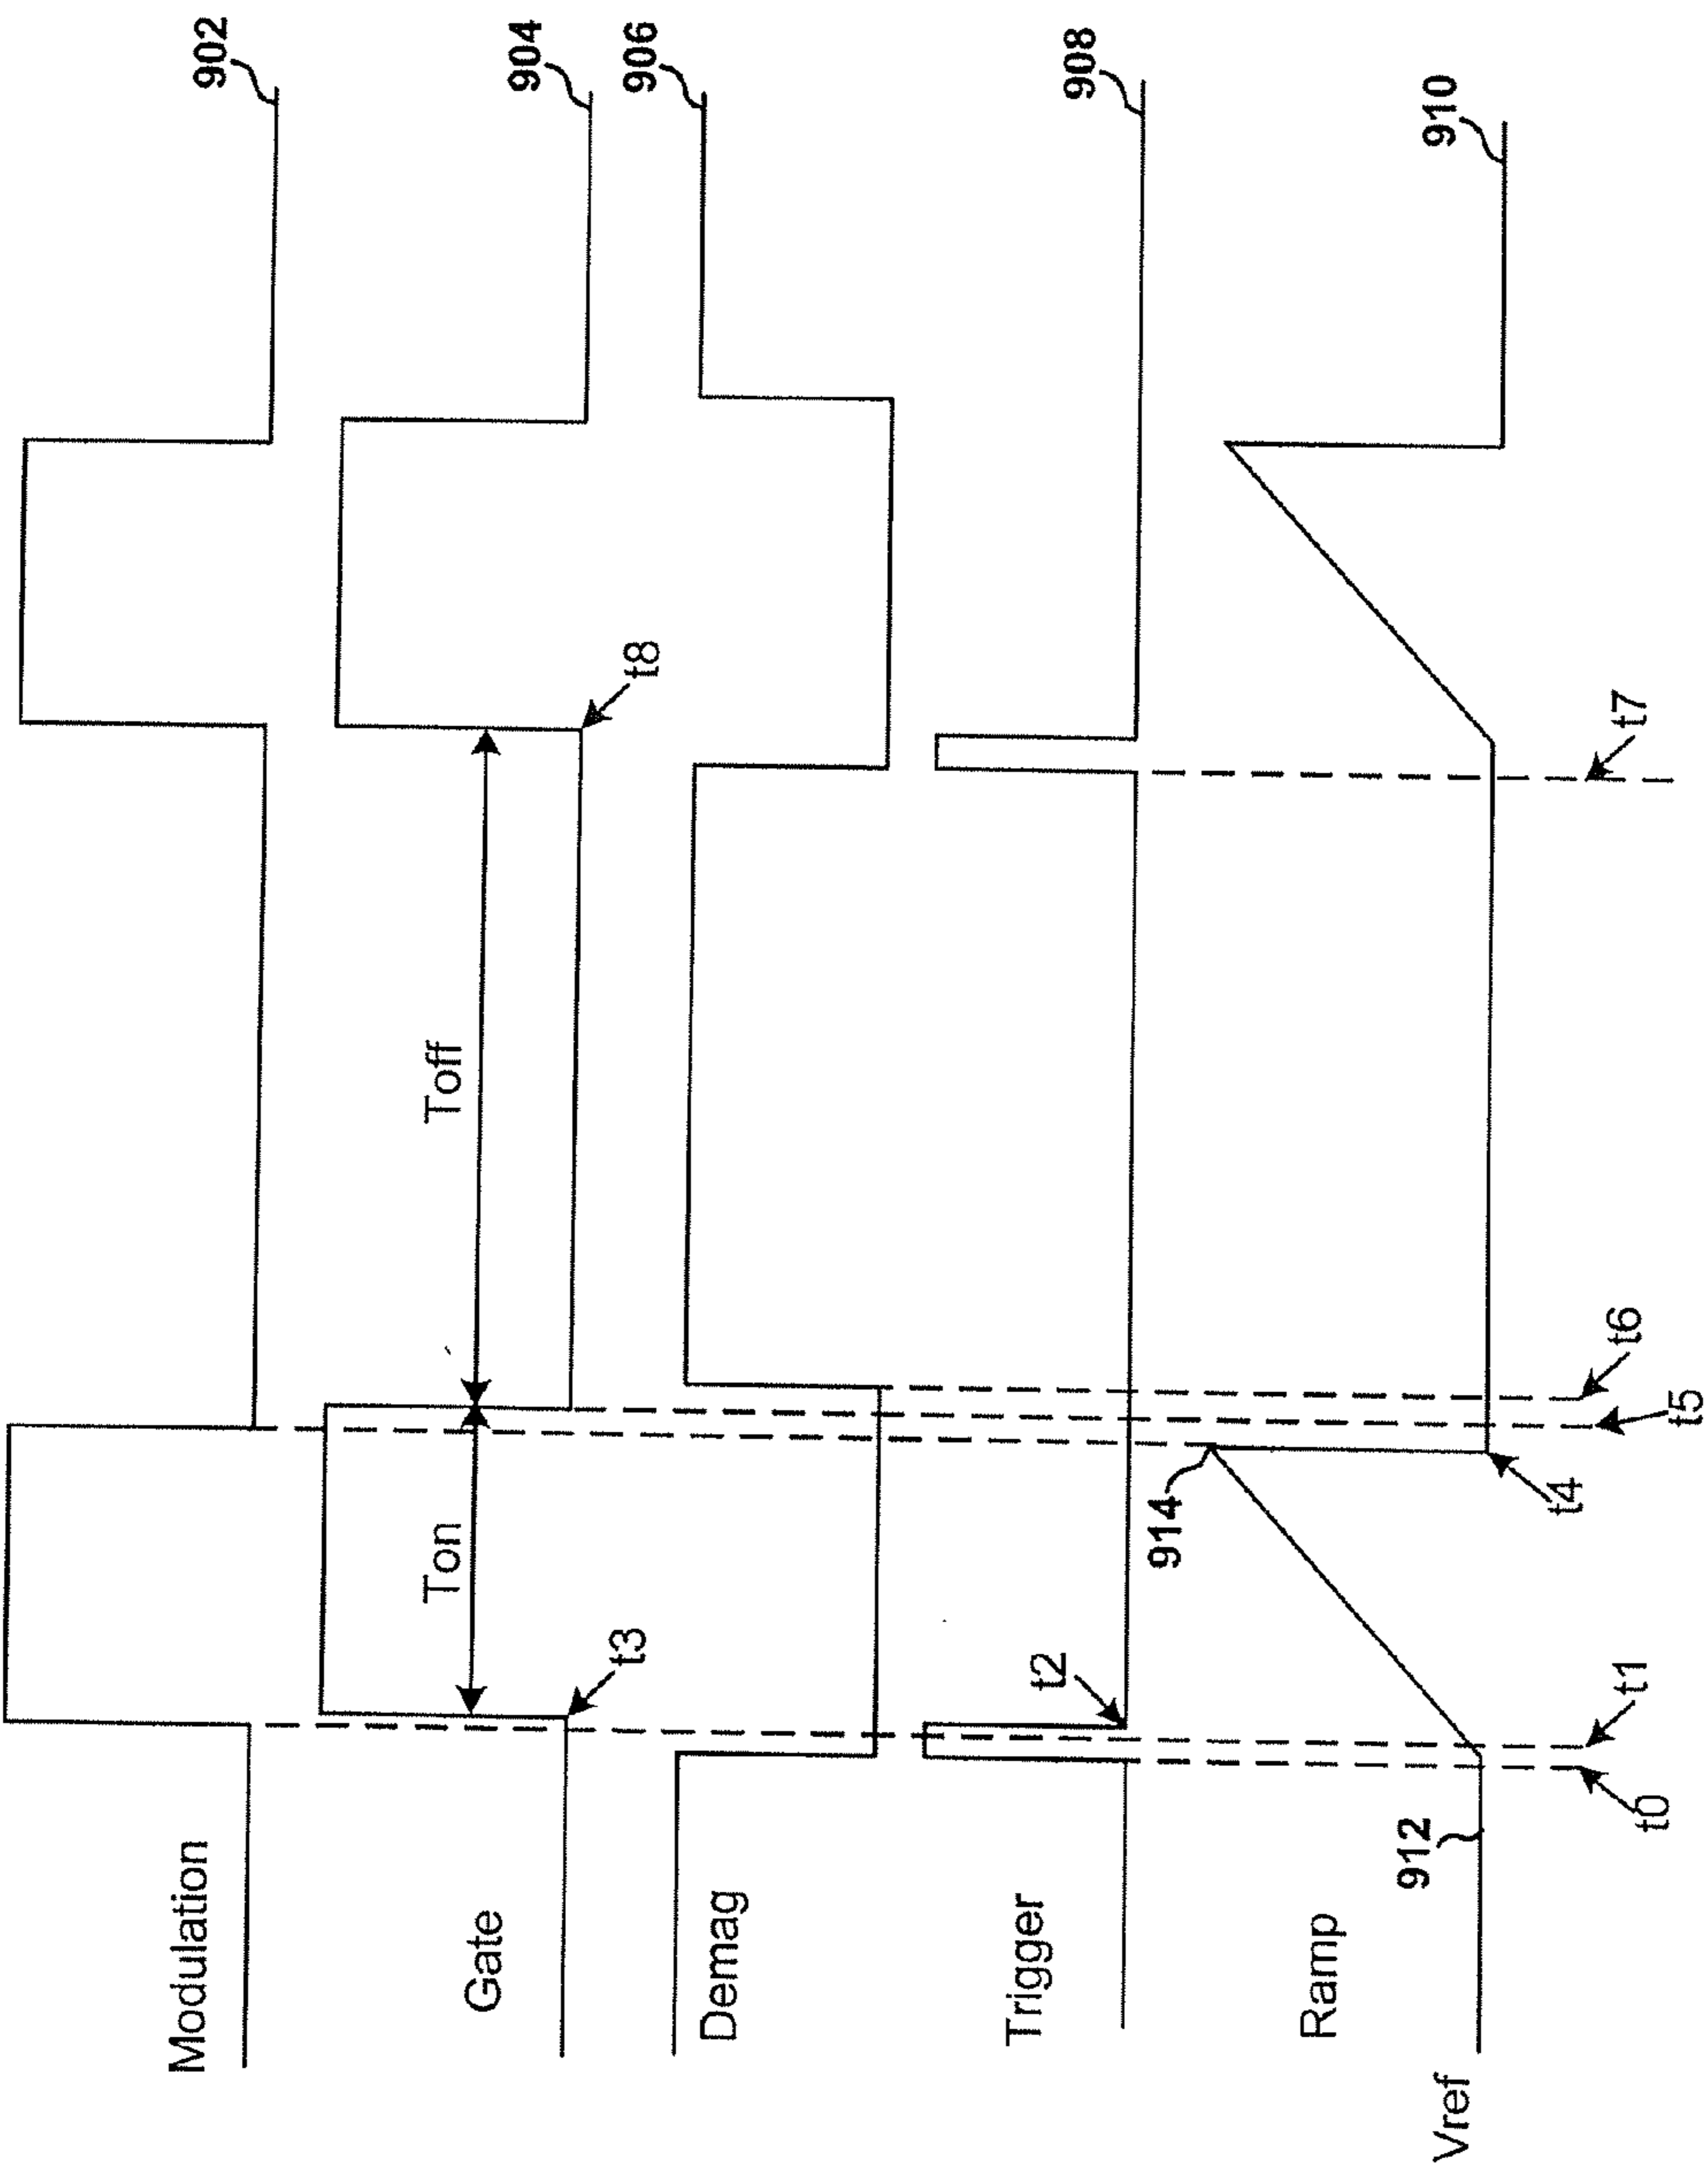 Modulation
902
Gate
Ton
Toff
t3
t8
904
Demag
906
Trigger
t2
908
Ramp
Vref
912
914
910
t0
t1
t4
t5
t6
t7